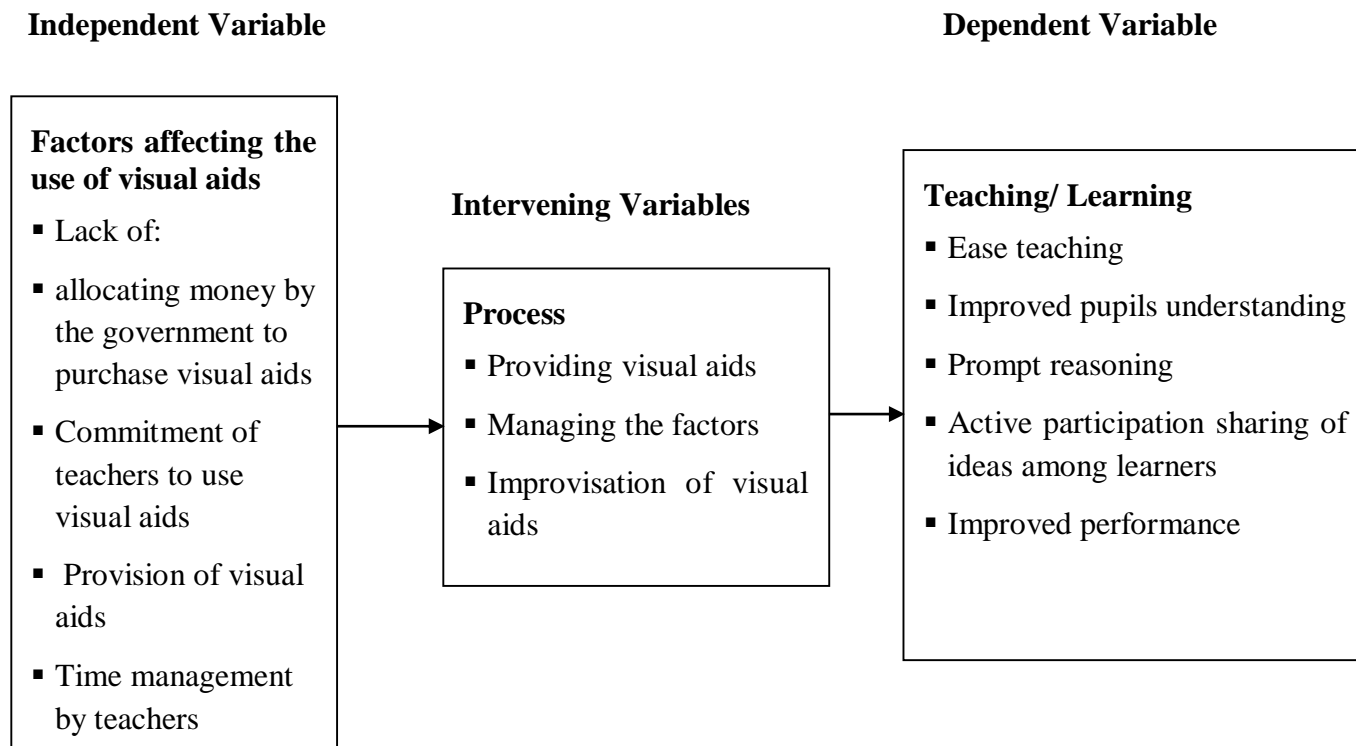 Independent Variable
Factors affecting the
use of visual aids
▪ Lack of:
▪ allocating money by
the government to
purchase visual aids
▪ Commitment of
teachers to use
visual aids
▪ Provision of visual
aids
▪ Time management
by teachers
Intervening Variables
Process
▪ Providing visual aids
▪ Managing the factors
▪ Improvisation of visual
aids
Dependent Variable
Teaching/ Learning
▪ Ease teaching
▪ Improved pupils understanding
▪ Prompt reasoning
▪ Active participation sharing of
ideas among learners
▪ Improved performance